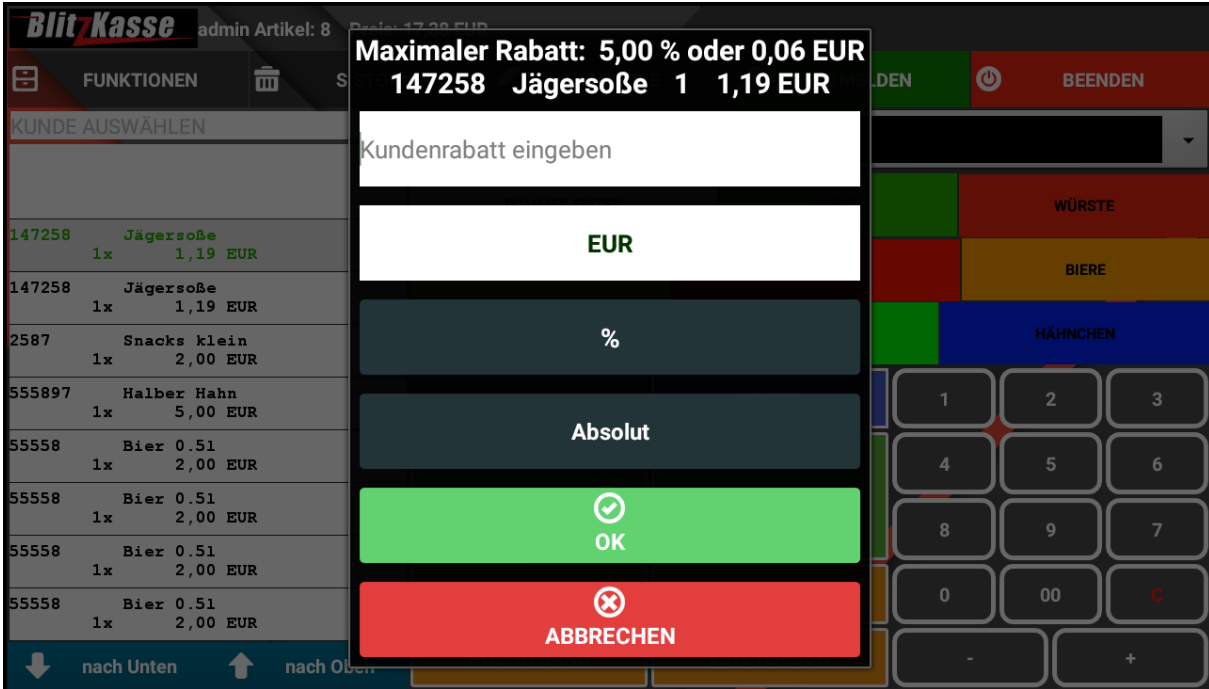 BlitzKasse admin Artikel: 8 Preis: 17,38 EUR
FUNKTIONEN
BEENDEN
KUNDE AUSWÄHLEN
Maximaler Rabatt: 5,00 % oder 0,06 EUR
147258 Jägersoße 1 1,19 EUR
Kundenrabatt eingeben
EUR
%
Absolut
OK
ABBRECHEN
147258 Jägersoße
1x 1,19 EUR
147258 Jägersoße
1x 1,19 EUR
2587 Snacks klein
1x 2,00 EUR
555897 Halber Hahn
1x 5,00 EUR
55558 Bier 0.51
1x 2,00 EUR
55558 Bier 0.51
1x 2,00 EUR
55558 Bier 0.51
1x 2,00 EUR
55558 Bier 0.51
1x 2,00 EUR
nach Unten
nach Oben
WÜRSTE
BIERE
HÄHNCHEN
1 2 3
4 5 6
8 9 7
0 00 C
- +